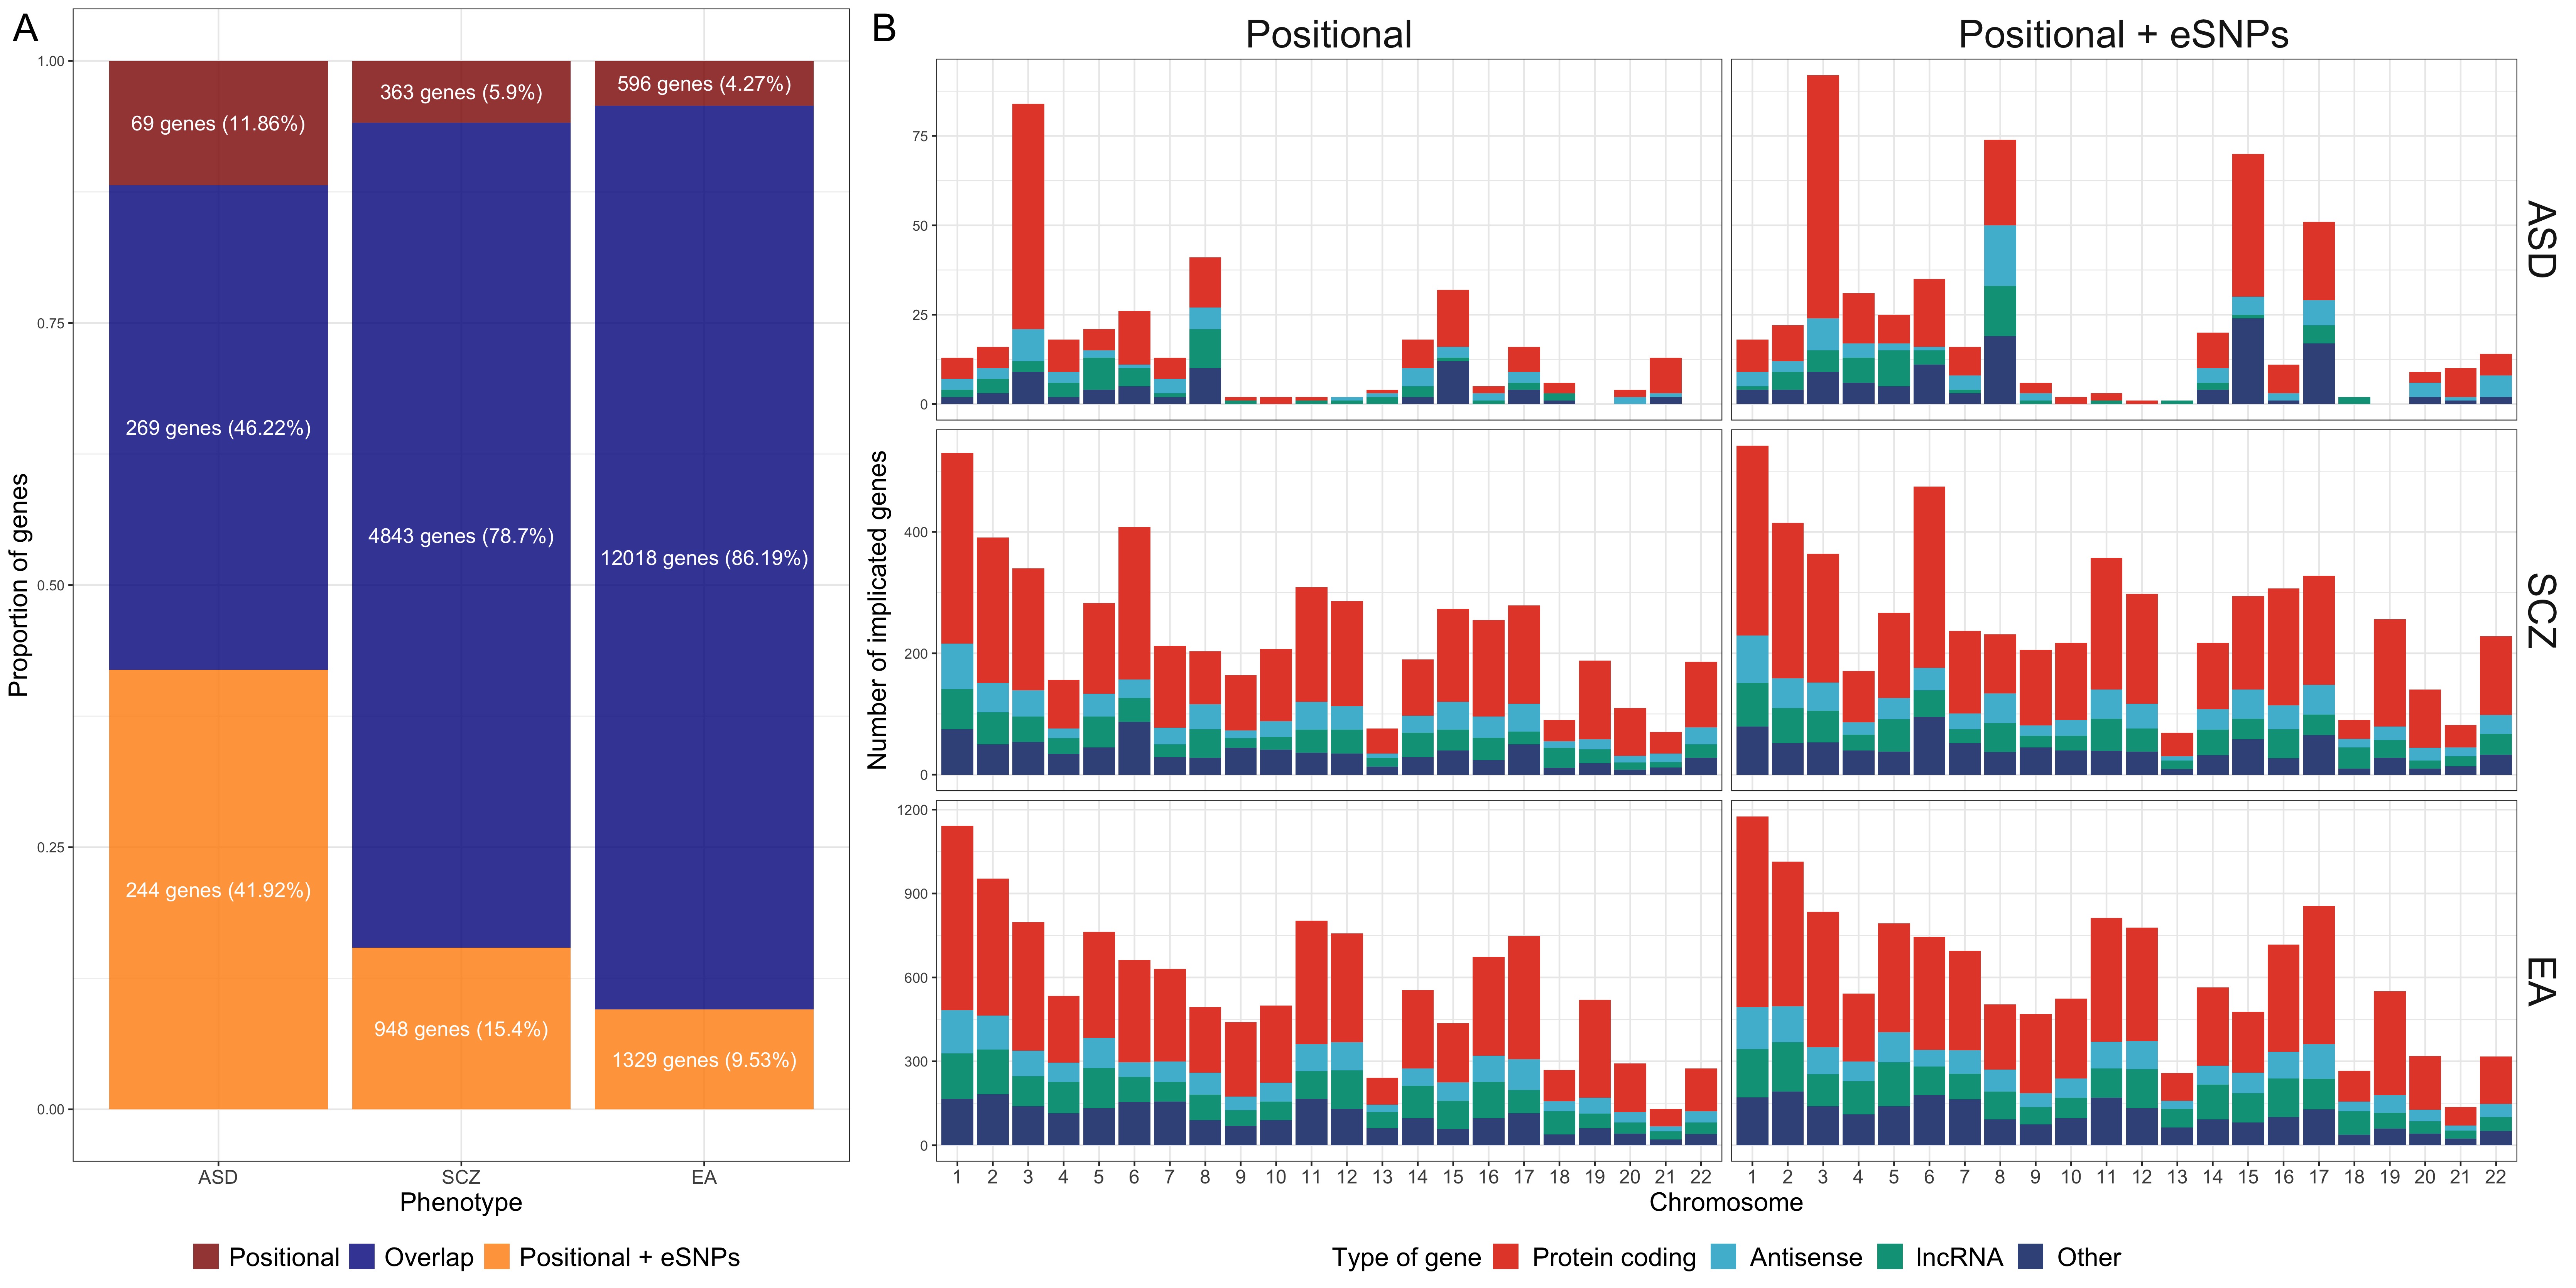 A
Proportion of genes
1.00
0.75
0.50
0.25
0.00
69 genes (11.86%)
269 genes (46.22%)
244 genes (41.92%)
363 genes (5.9%)
4843 genes (78.7%)
948 genes (15.4%)
596 genes (4.27%)
12018 genes (86.19%)
1329 genes (9.53%)
ASD SCZ EA
Phenotype
Positional Overlap Positional + eSNPs
B
Positional Positional + eSNPs
Number of implicated genes
75
50
25
0
ASD
400
200
0
SCZ
1200
900
600
300
0
EA
1 2 3 4 5 6 7 8 9 10 11 12 13 14 15 16 17 18 19 20 21 22 1 2 3 4 5 6 7 8 9 10 11 12 13 14 15 16 17 18 19 20 21 22
Chromosome
Type of gene Protein coding Antisense lncRNA Other